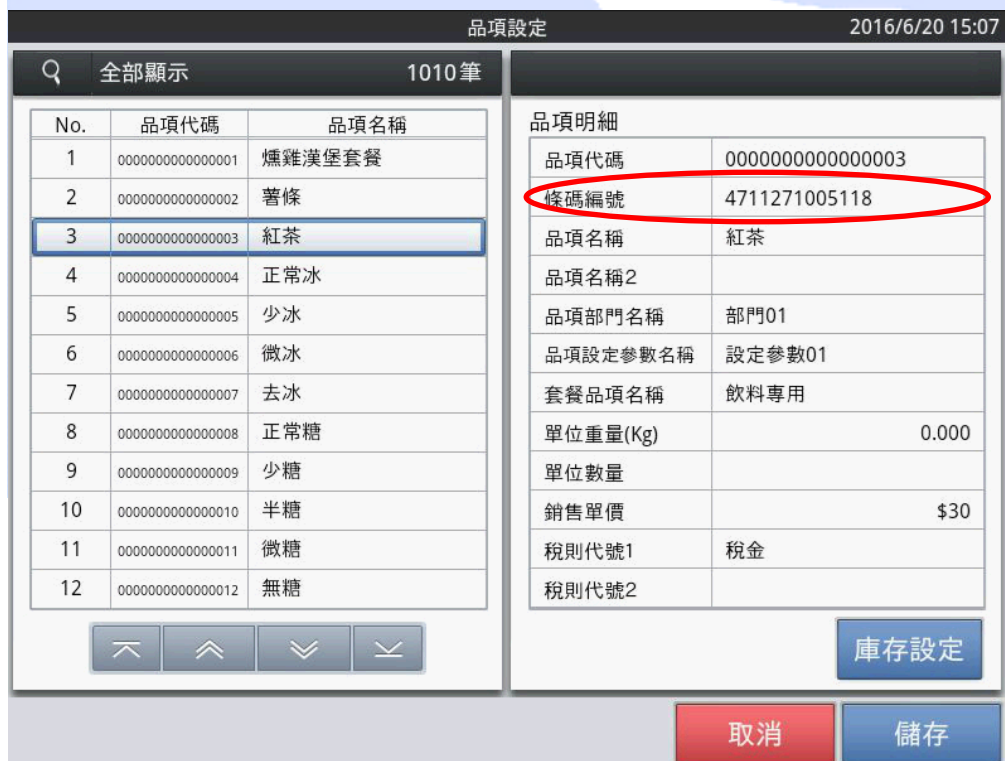 品項設定 2016/6/20 15:07
全部顯示 1010筆
No. 品項代碼 品項名稱
1 0000000000000001 燻雞漢堡套餐
2 0000000000000002 薯條
3 0000000000000003 紅茶
4 0000000000000004 正常冰
5 0000000000000005 少冰
6 0000000000000006 微冰
7 0000000000000007 去冰
8 0000000000000008 正常糖
9 0000000000000009 少糖
10 0000000000000010 半糖
11 0000000000000011 微糖
12 0000000000000012 無糖
品項明細
品項代碼 0000000000000003
條碼編號 4711271005118
品項名稱 紅茶
品項名稱2
品項部門名稱 部門01
品項設定參數名稱 設定參數01
套餐品項名稱 飲料專用
單位重量(Kg) 0.000
單位數量
銷售單價 $30
稅則代號1 稅金
稅則代號2
庫存設定
取消 儲存